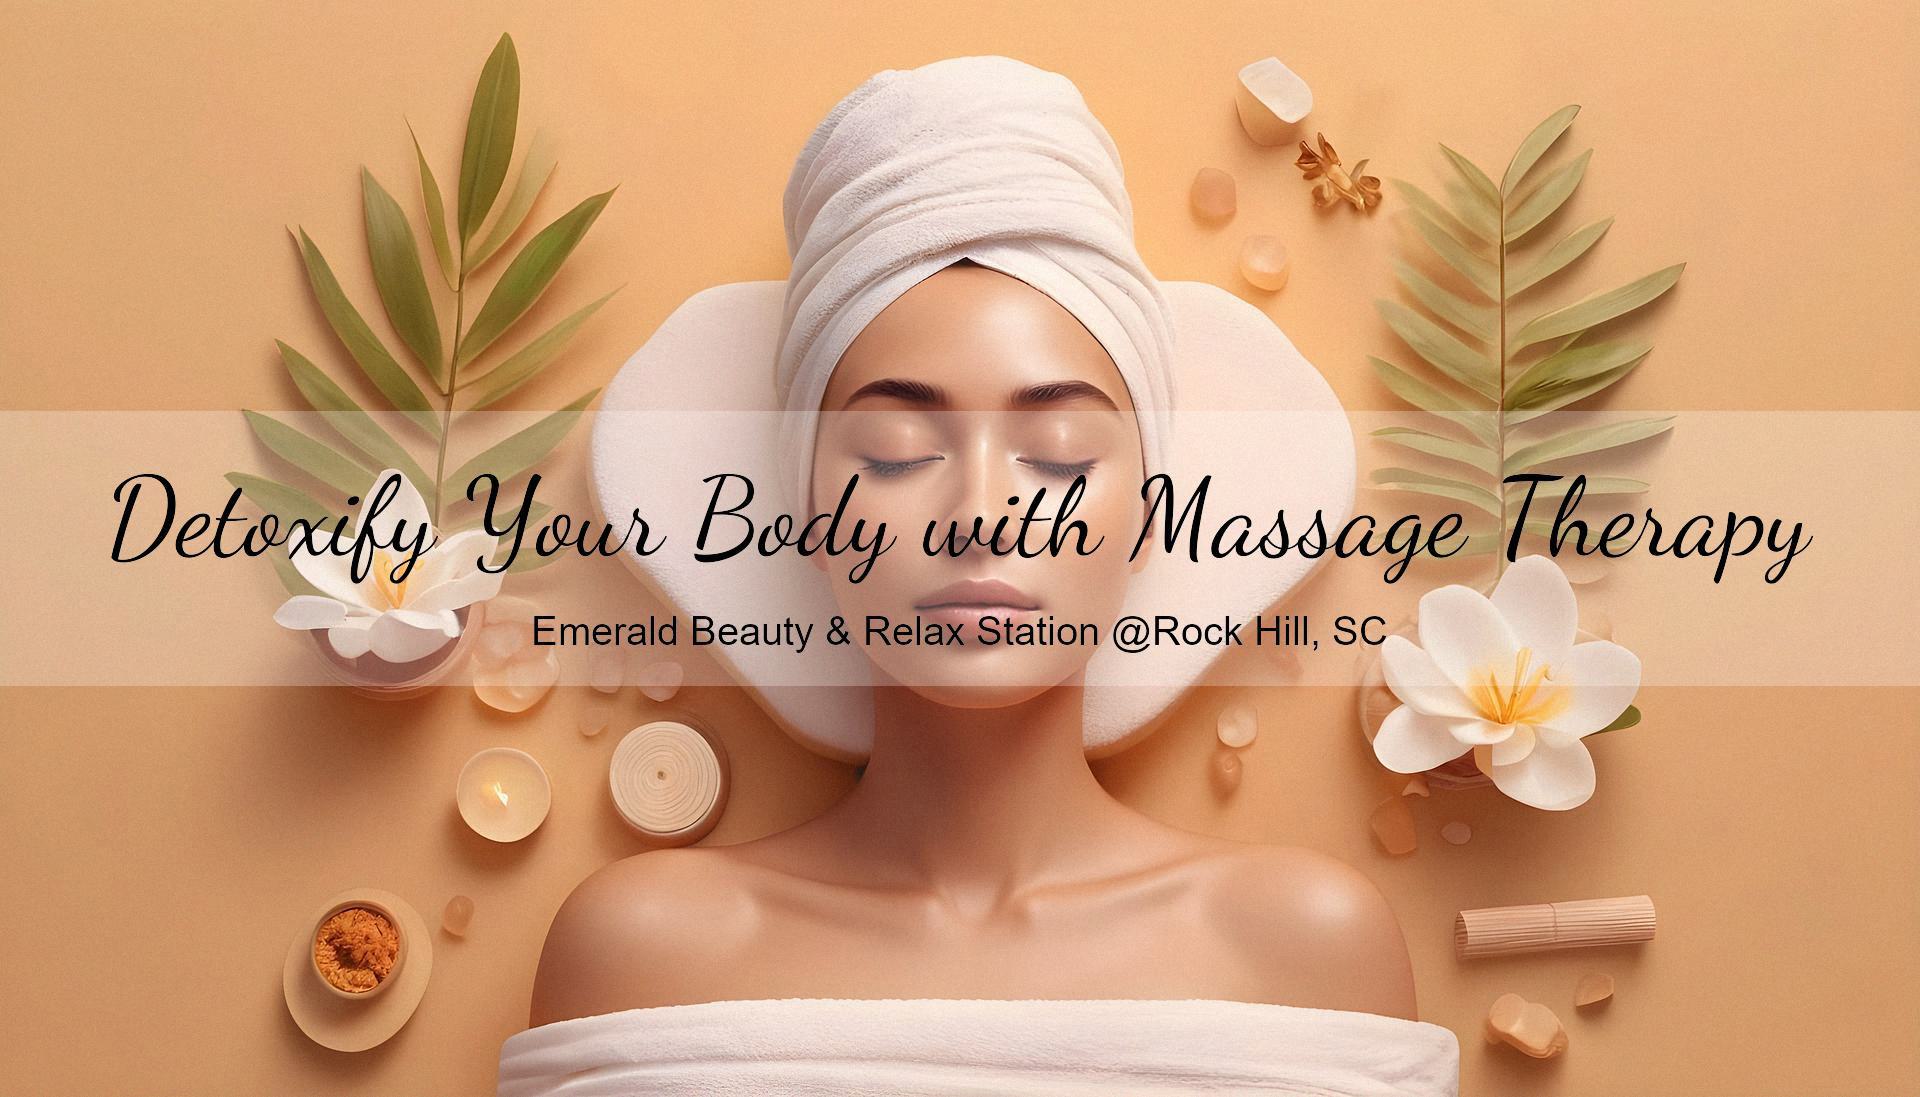 Detoxify Your Body with Massage Therapy
Emerald Beauty & Relax Station @Rock Hill, SC